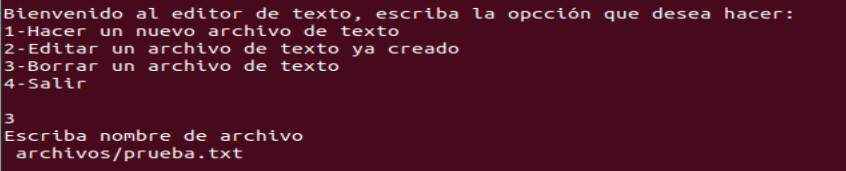 Bienvenido al editor de texto, escriba la opcción que desea hacer:
1-Hacer un nuevo archivo de texto
2-Editar un archivo de texto ya creado
3-Borrar un archivo de texto
4-Salir
3
Escriba nombre de archivo
archivos/prueba.txt